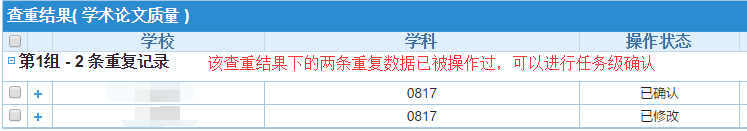 查重结果( 学术论文质量 )
学校 学科 操作状态
第1组 - 2 条重复记录 该查重结果下的两条重复数据已被操作过，可以进行任务级确认
0817 已确认
0817 已修改